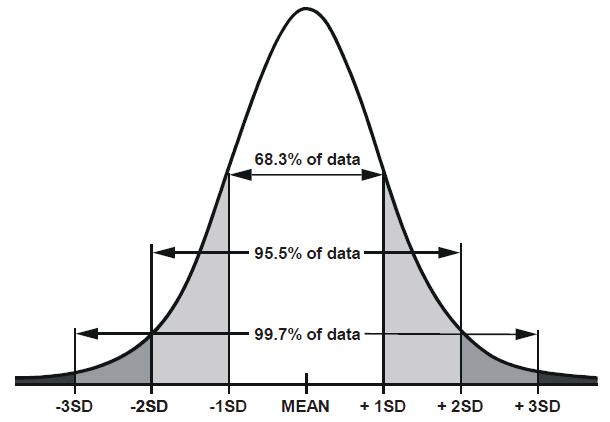 68.3% of data
95.5% of data
99.7% of data
-3SD -2SD -1SD MEAN + 1SD + 2SD + 3SD